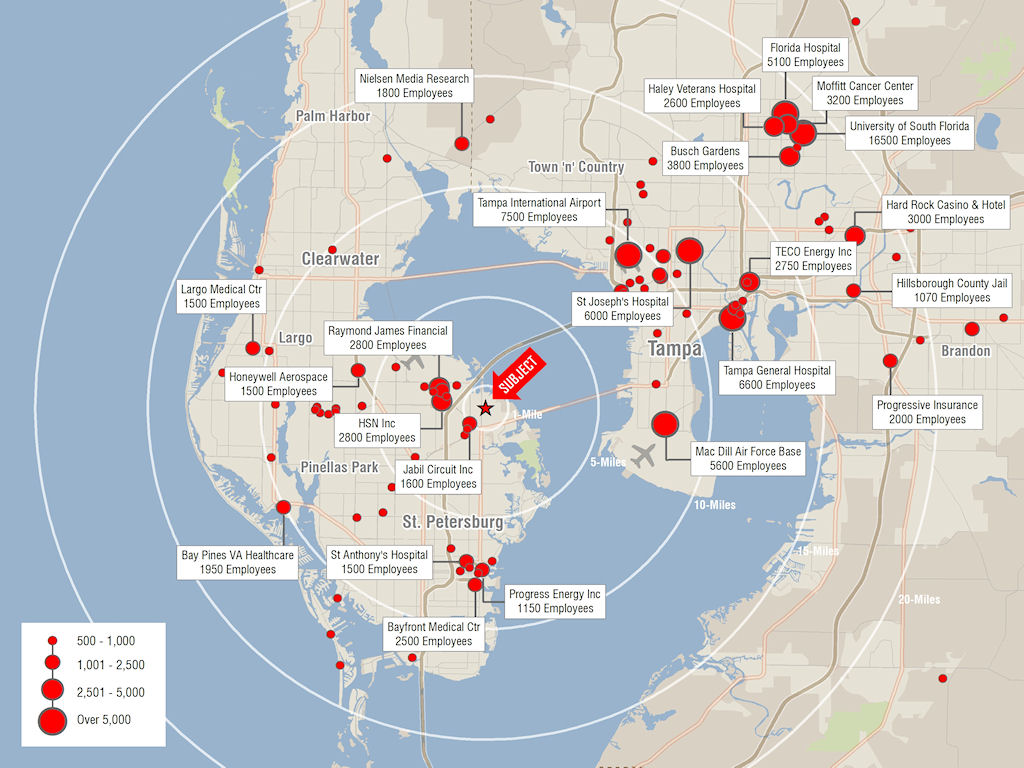 Florida Hospital
5100 Employees
Nielsen Media Research
1800 Employees
Haley Veterans Hospital
2600 Employees
Moffitt Cancer Center
3200 Employees
Palm Harbor
University of South Florida
16500 Employees
Busch Gardens
3800 Employees
Town 'n' Country
Tampa International Airport
7500 Employees
Hard Rock Casino & Hotel
3000 Employees
Clearwater
TECO Energy Inc
2750 Employees
Largo Medical Ctr
1500 Employees
Hillsborough County Jail
1070 Employees
St Joseph's Hospital
6000 Employees
Raymond James Financial
2800 Employees
Largo
Tampa
Brandon
SUBJECT
Honeywell Aerospace
1500 Employees
Tampa General Hospital
6600 Employees
Progressive Insurance
2000 Employees
1-Mile
HSN Inc
2800 Employees
Mac Dill Air Force Base
5600 Employees
5-Miles
Pinellas Park
Jabil Circuit Inc
1600 Employees
10-Miles
St. Petersburg
15-Miles
Bay Pines VA Healthcare
1950 Employees
St Anthony's Hospital
1500 Employees
Progress Energy Inc
1150 Employees
20-Miles
Bayfront Medical Ctr
2500 Employees
500 - 1,000
1,001 - 2,500
2,501 - 5,000
Over 5,000